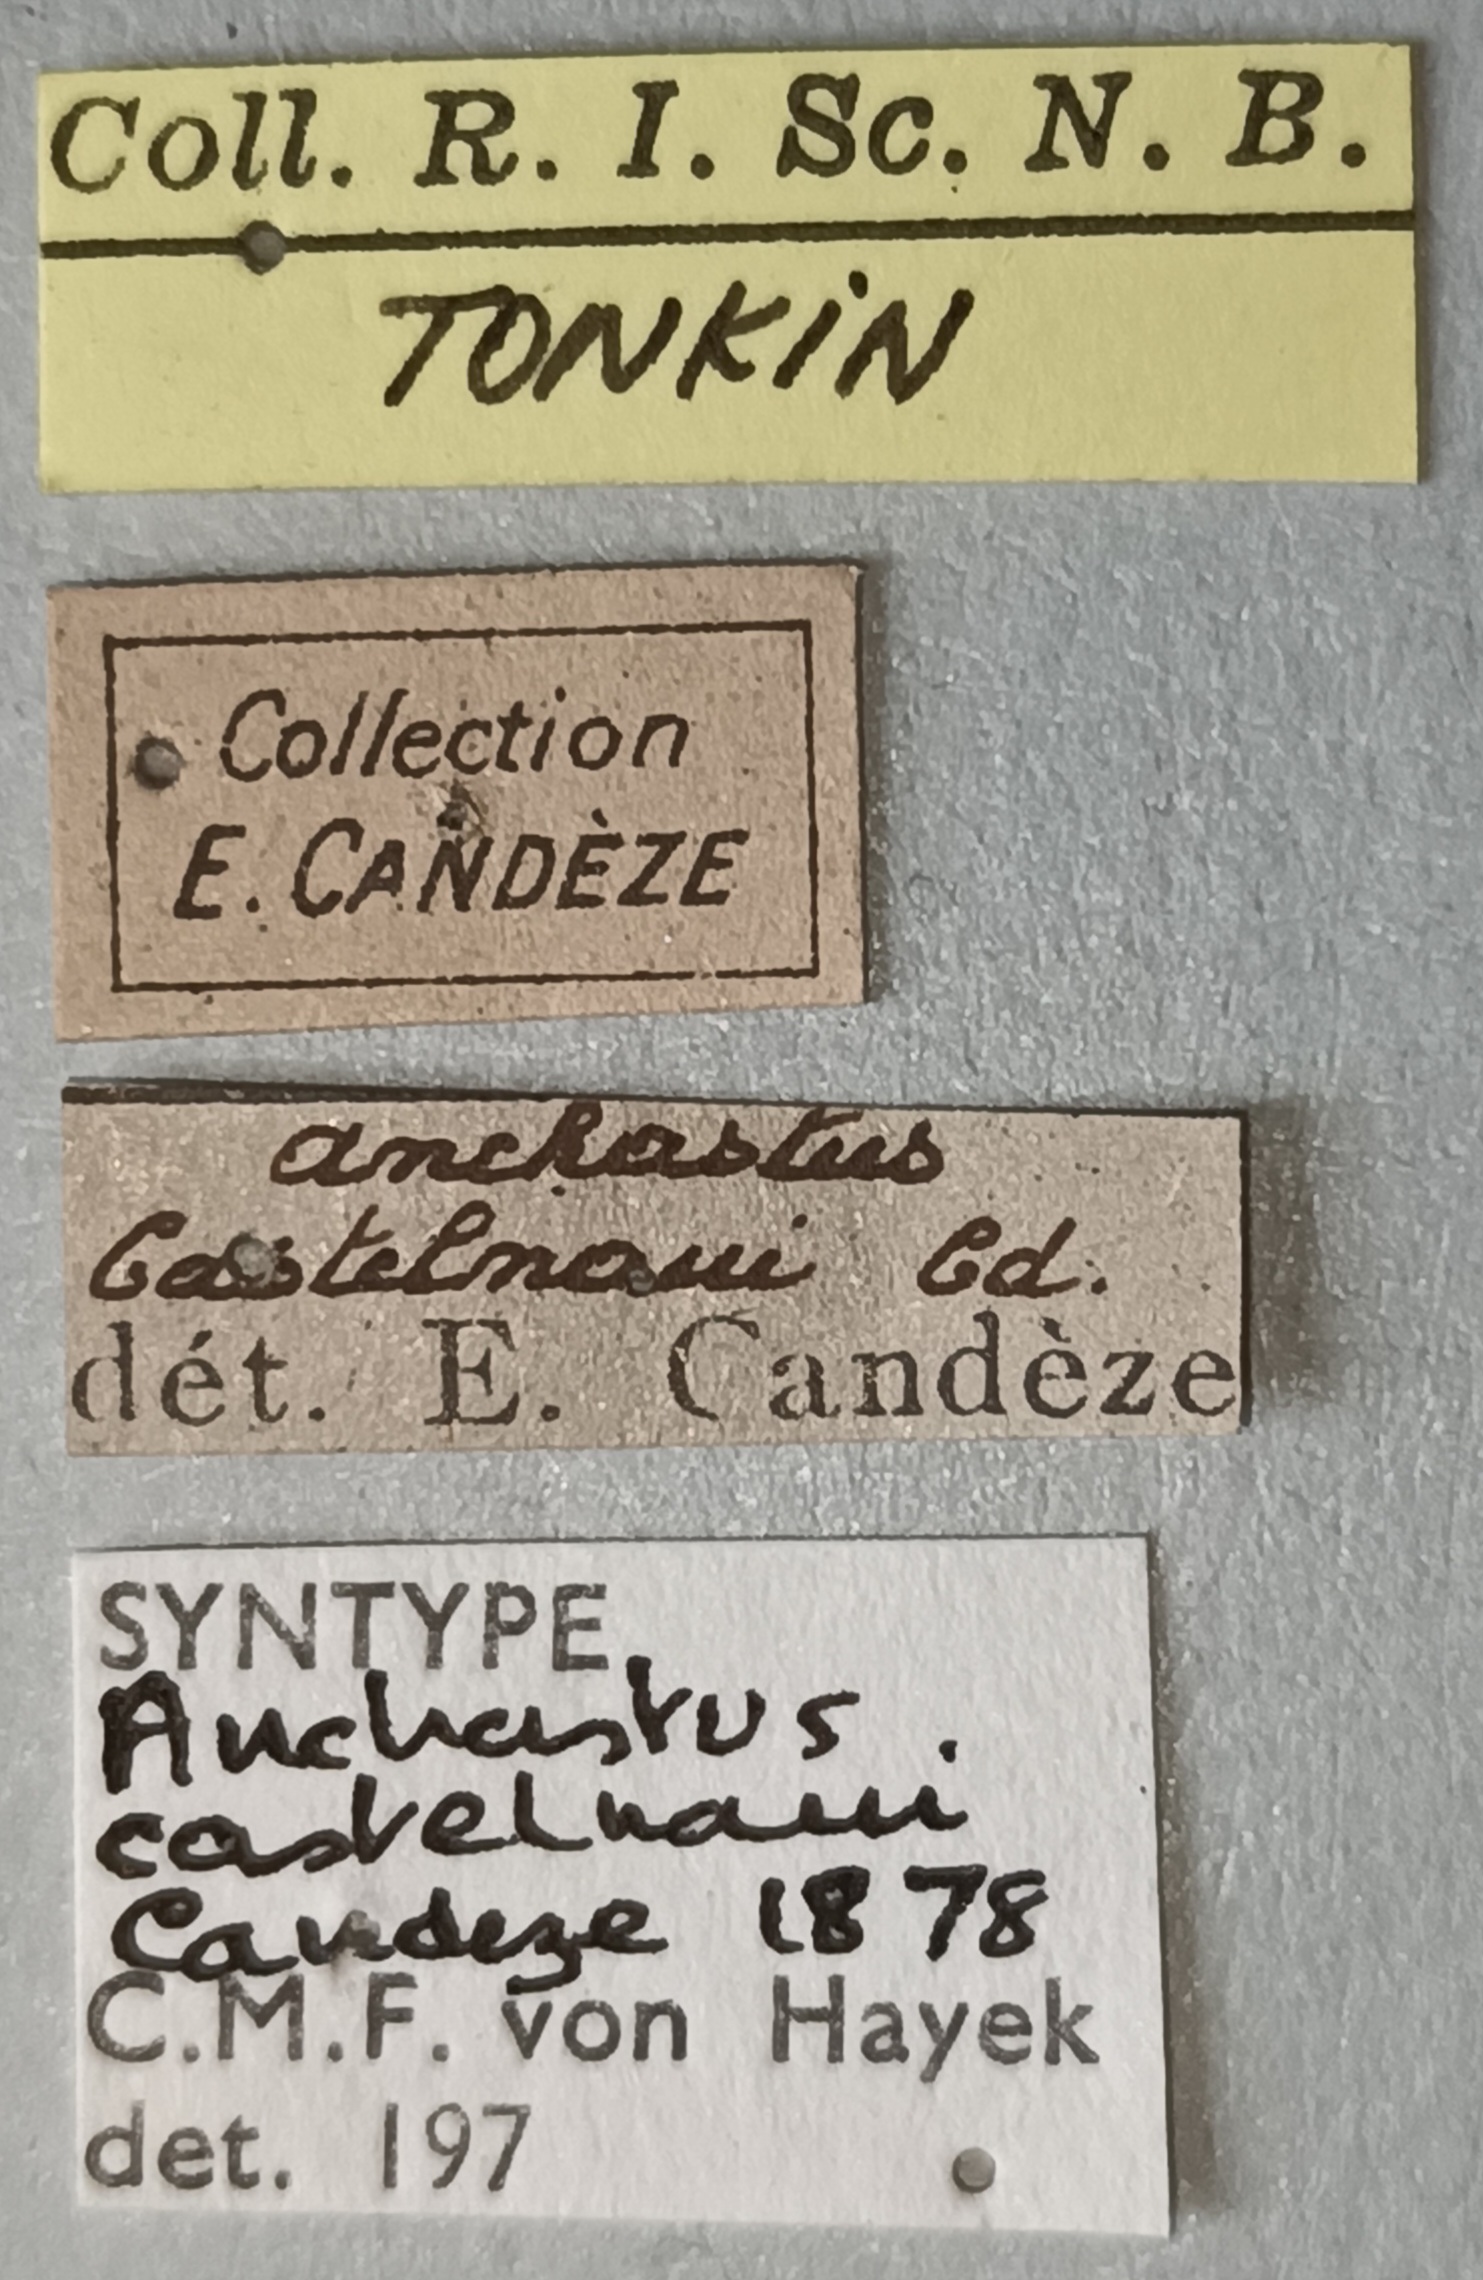 Coll. R. I. Sc. N. B.
TONKiN
Collection
E. CANDÈZE
anchastus
Castelnaui Cd.
dét. E. Candèze
SYNTYPE
Anchastus.
castelnaui
Candeze 1878
C.M.F. von Hayek
det. 197